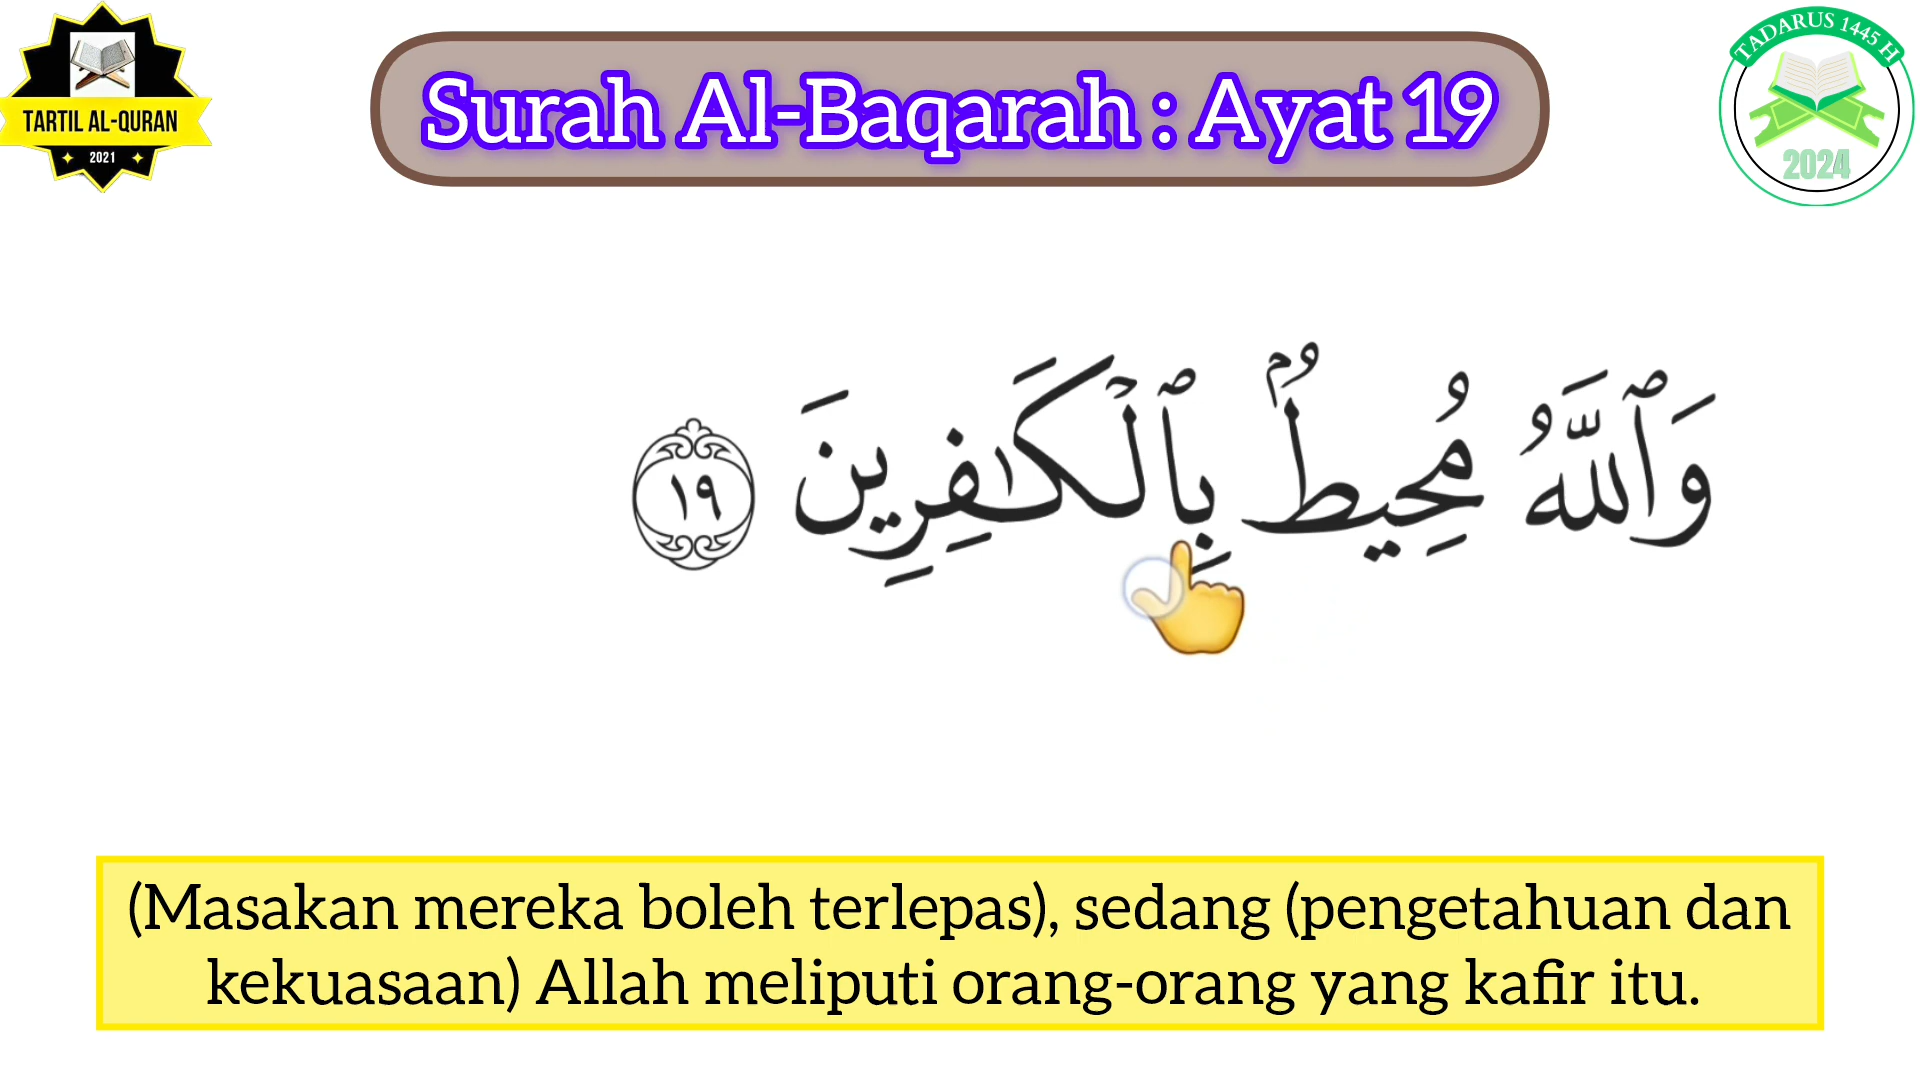 TARTIL AL-QURAN
2021
Surah Al-Baqarah : Ayat 19
TADARUS 1445 H
2024
وَٱللَّهُ مُحِيطُۢ بِٱلْكَـٰفِرِينَ ١٩
(Masakan mereka boleh terlepas), sedang (pengetahuan dan
kekuasaan) Allah meliputi orang-orang yang kafir itu.